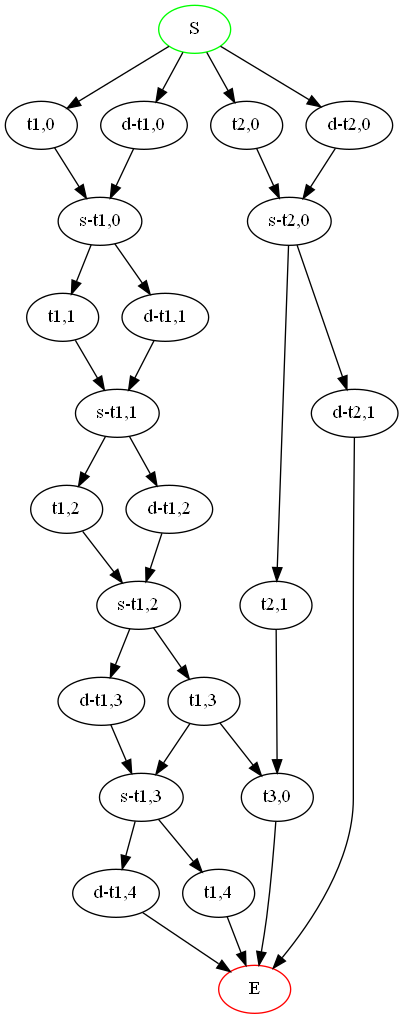 S
t1,0
d-t1,0
t2,0
d-t2,0
s-t1,0
s-t2,0
t1,1
d-t1,1
s-t1,1
d-t2,1
t1,2
d-t1,2
s-t1,2
t2,1
d-t1,3
t1,3
s-t1,3
t3,0
d-t1,4
t1,4
E